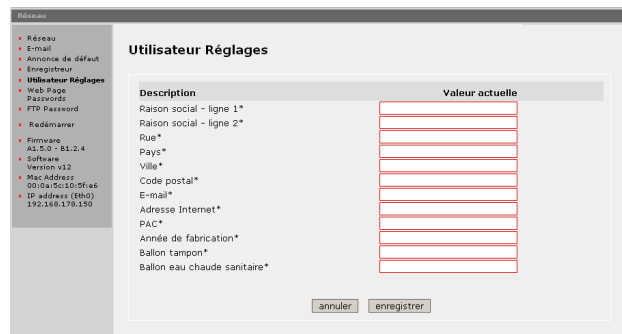 Réseau
Réseau
E-mail
Annonce de défaut
Enregistreur
Utilisateur Réglages
Web Page
Passwords
FTP Password
Redémarrer
Firmware
A1.5.0 - B1.2.4
Software
Version v12
Mac Address
00:0a:5c:10:5f:e6
IP address (Eth0)
192.168.178.150
Utilisateur Réglages
Description Valeur actuelle
Raison social - ligne 1*
Raison social - ligne 2*
Rue*
Pays*
Ville*
Code postal*
E-mail*
Adresse Internet*
PAC*
Année de fabrication*
Ballon tampon*
Ballon eau chaude sanitaire*
annuler enregistrer